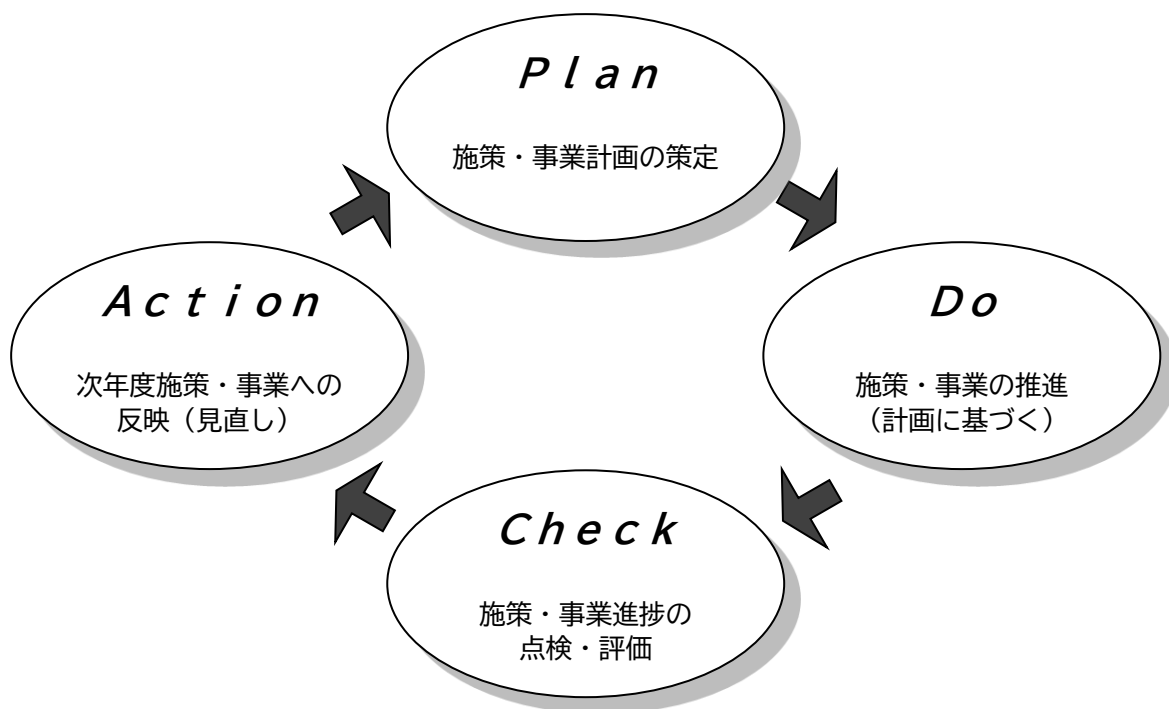 Plan
施策・事業計画の策定
Do
施策・事業の推進
（計画に基づく）
Check
施策・事業進捗の
点検・評価
Action
次年度施策・事業への
反映（見直し）